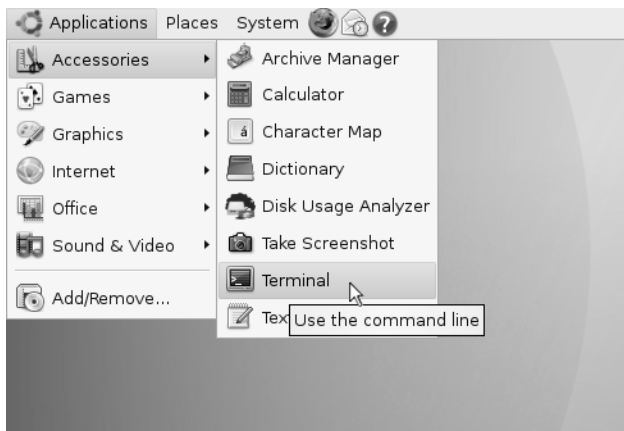 Applications Places System
Accessories
Games
Graphics
Internet
Office
Sound & Video
Add/Remove...
Archive Manager
Calculator
á Character Map
Dictionary
Disk Usage Analyzer
Take Screenshot
Terminal
Tex
Use the command line